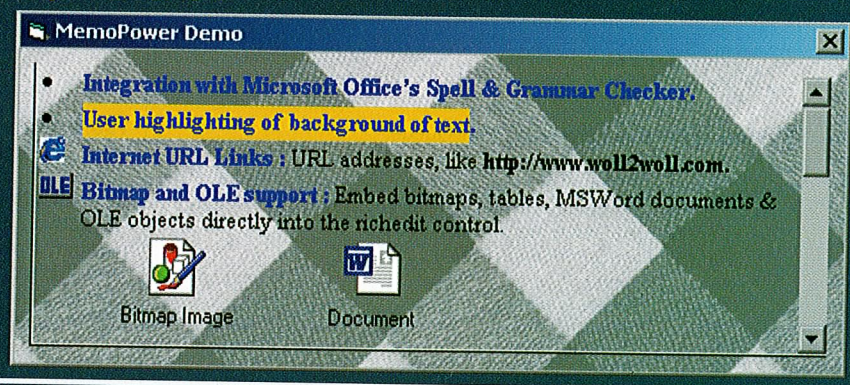 MemoPower Demo
Integration with Microsoft Office's Spell & Grammar Checker.
User highlighting of background of text.
Internet URL Links : URL addresses, like http://www.woll2woll.com.
OLE Bitmap and OLE support : Embed bitmaps, tables, MSWord documents &
OLE objects directly into the richedit control.
W
Bitmap Image Document